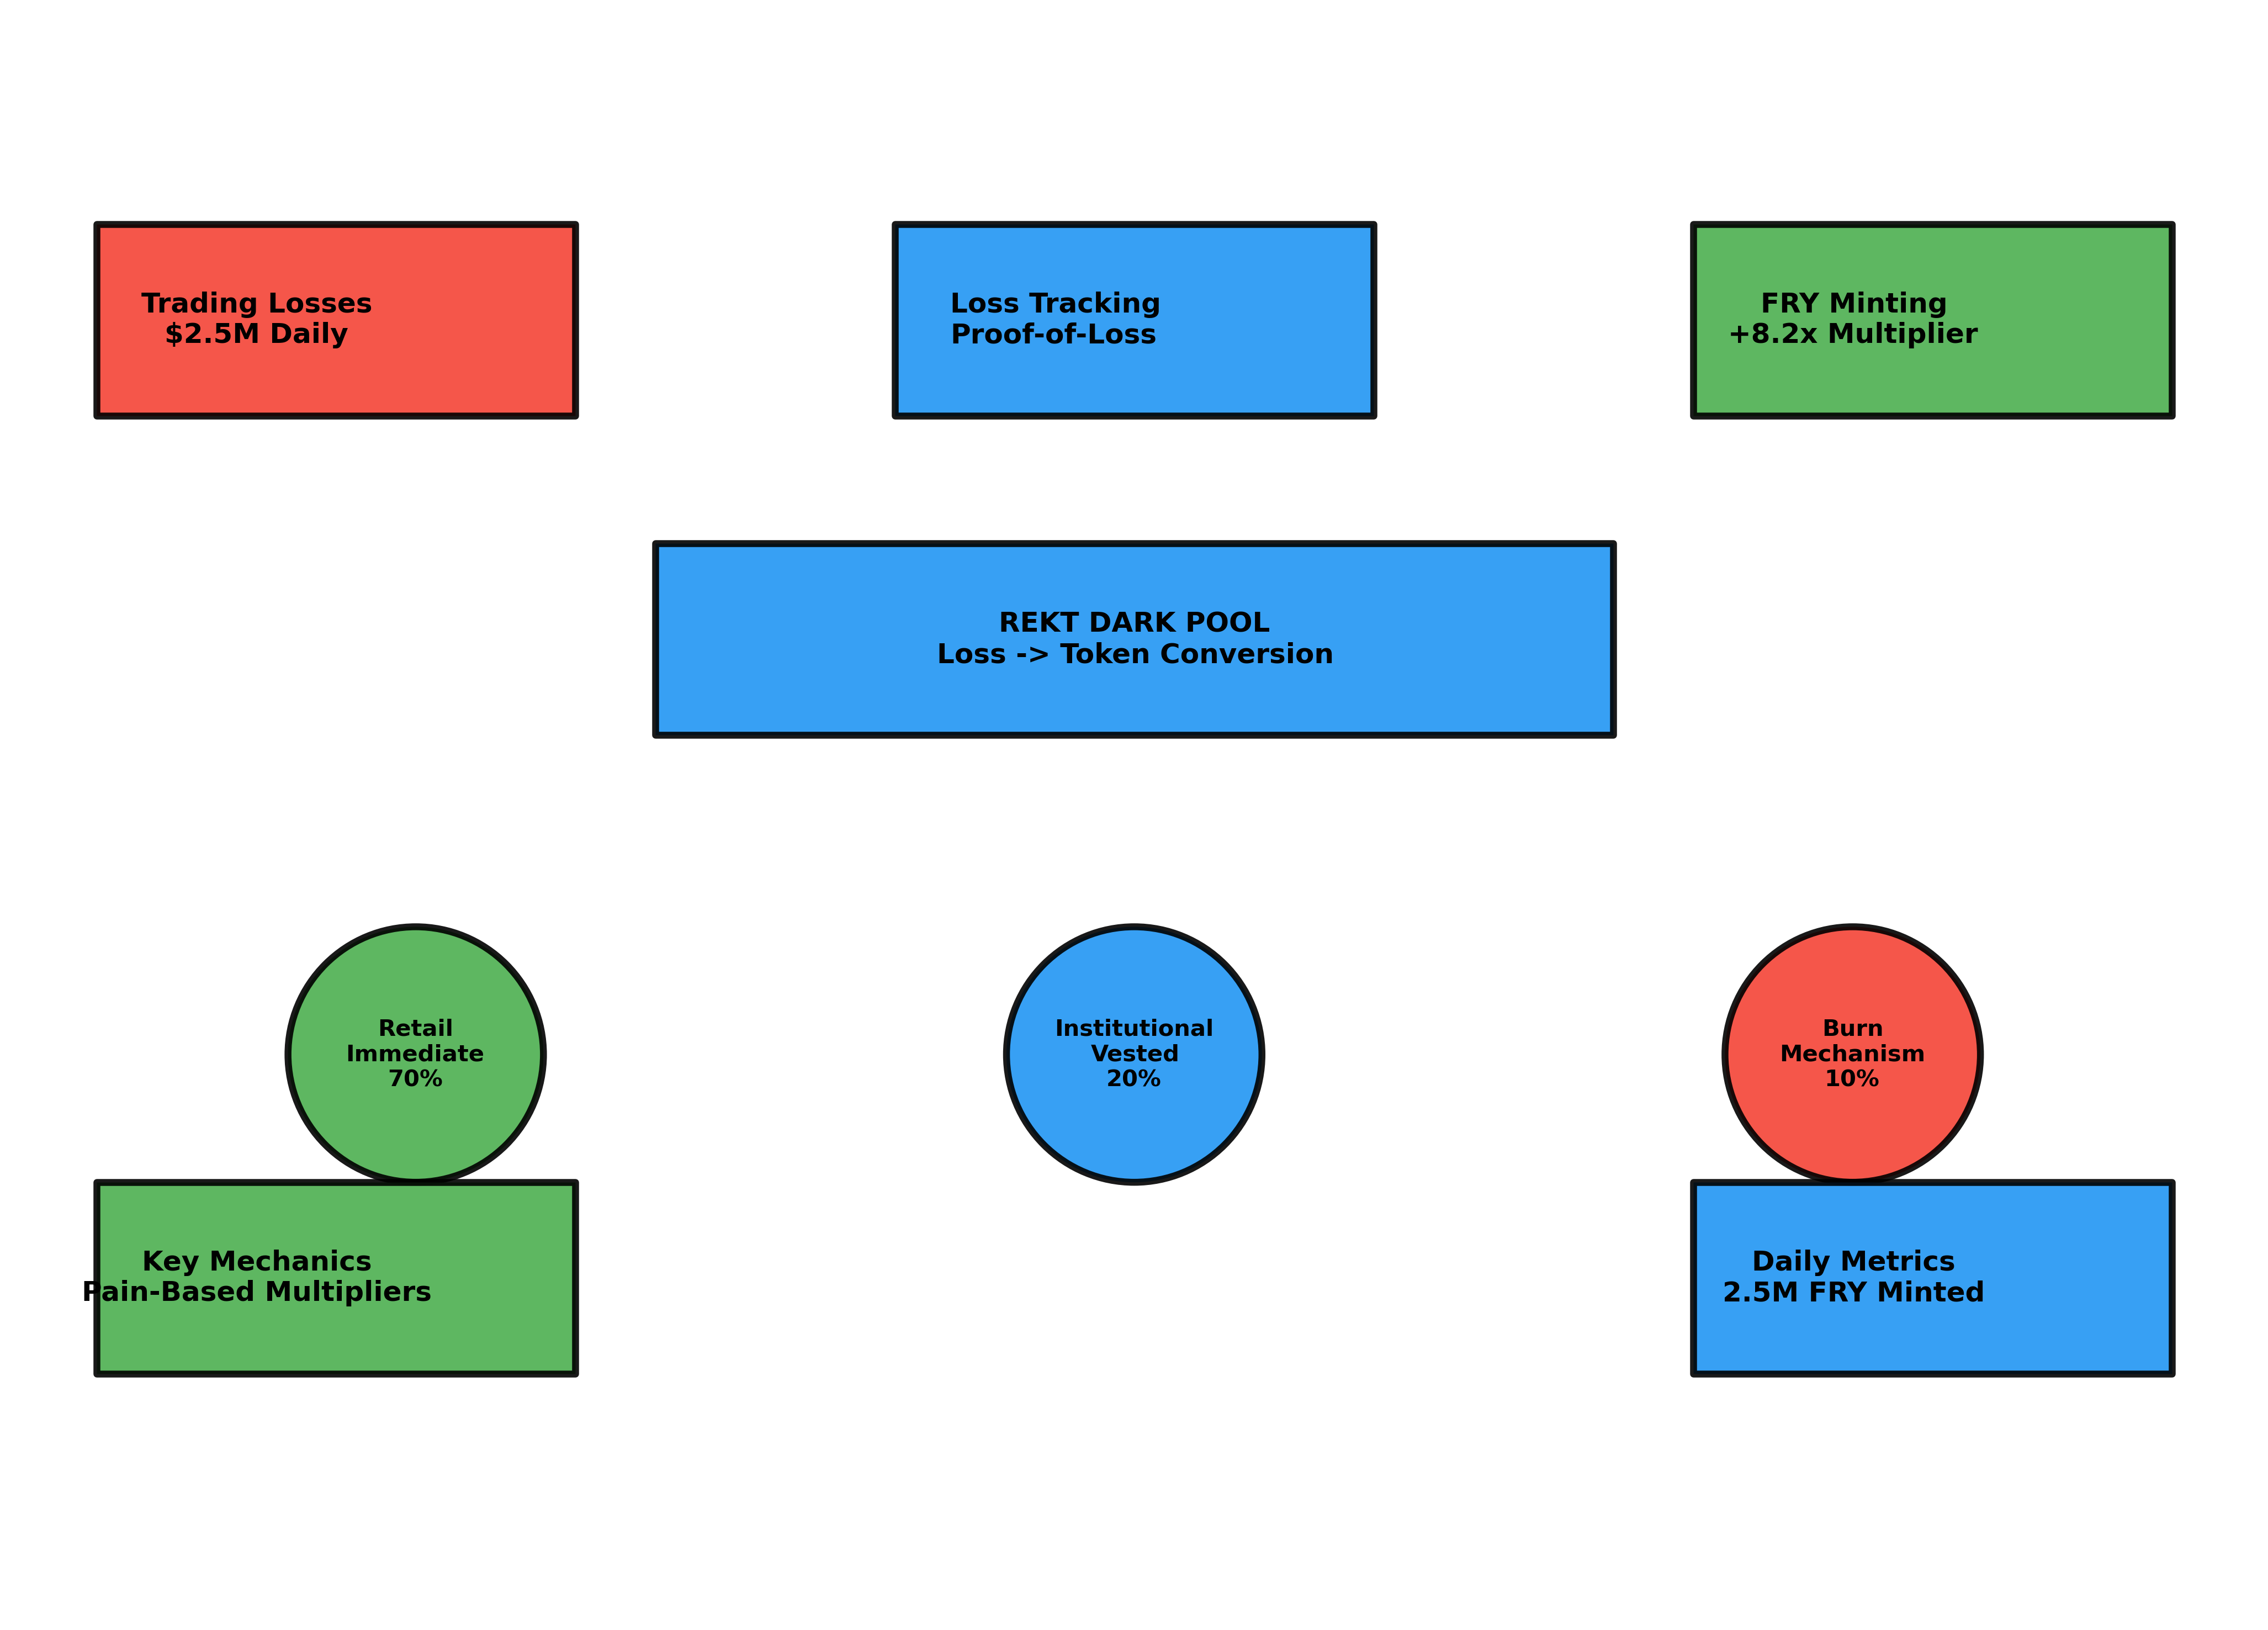 Trading Losses
$2.5M Daily
Loss Tracking
Proof-of-Loss
FRY Minting
+8.2x Multiplier
REKT DARK POOL
Loss -> Token Conversion
Retail
Immediate
70%
Institutional
Vested
20%
Burn
Mechanism
10%
Key Mechanics
Pain-Based Multipliers
Daily Metrics
2.5M FRY Minted